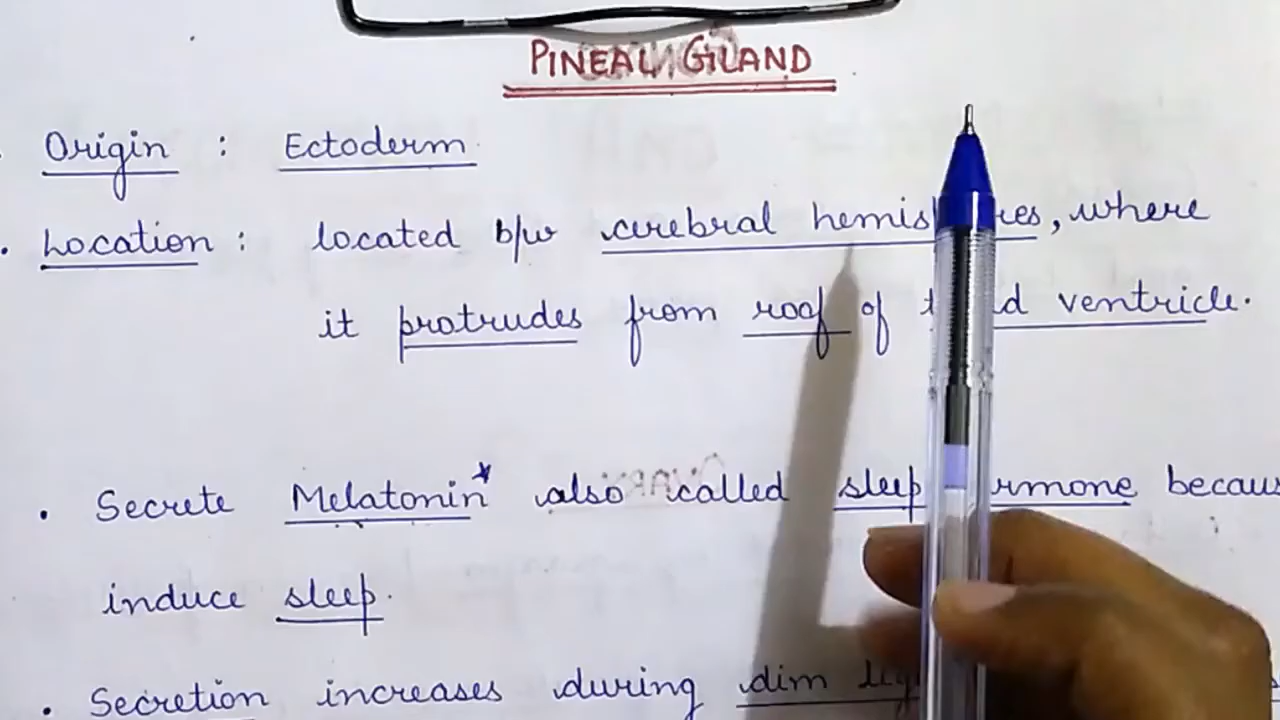 PINEAL GLAND
Origin : Ectoderm
Location : located b/w cerebral where
it protrudes from roof of ventricle.
Secrete Melatonin* also called sleep
induce sleep.
Secretion increases during dim